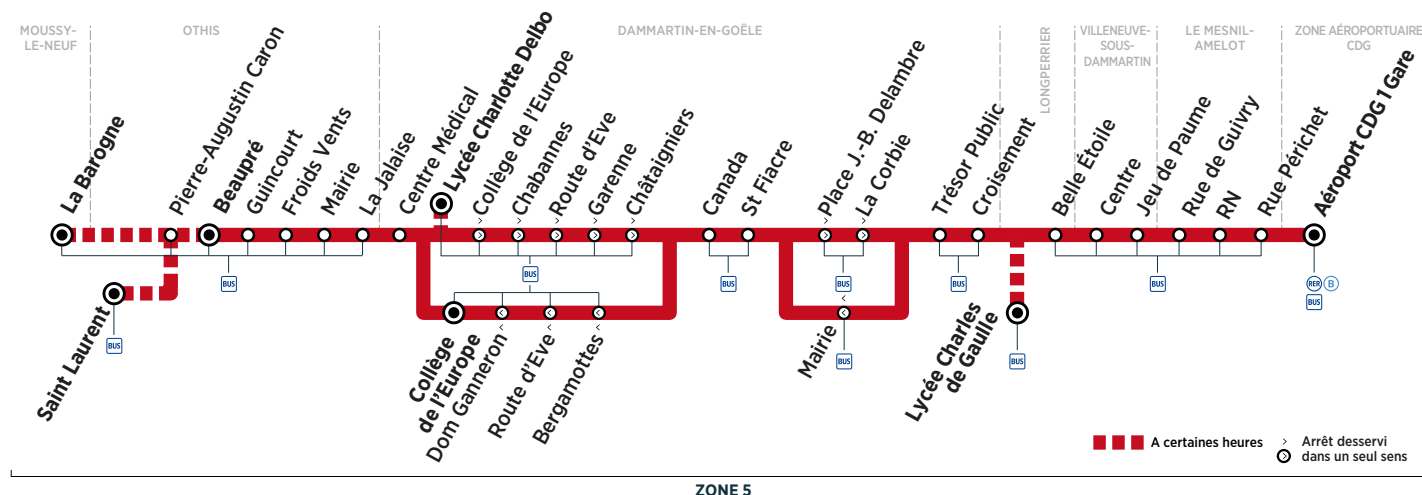 MOUSSY-
LE-NEUF
OTHIS
DAMMARTIN-EN-GOËLE
LONGPERRIER
VILLENEUVE-
SOUS-
DAMMARTIN
LE MESNIL-
AMELOT
ZONE AÉROPORTUAIRE
CDG
La Barogne
Pierre-Augustin Caron
Beaupré
Guincourt
Froids Vents
Mairie
La Jalaise
Centre Médical
Lycée Charlotte Delbo
Collège de l'Europe
Chabannes
Route d'Eve
Garenne
Châtaigniers
Canada
St Fiacre
Place J.-B. Delambre
La Corbie
Trésor Public
Croisement
Belle Étoile
Centre
Jeu de Paume
Rue de Guivry
RN
Rue Périchet
Aéroport CDG 1 Gare
BUS
BUS
BUS
BUS
BUS
BUS
RER B
BUS
Saint Laurent
BUS
Collège
de l'Europe
Dom Ganneron
Route d'Eve
Bergamottes
Mairie
BUS
Lycée Charles
de Gaulle
BUS
A certaines heures
Arrêt desservi
dans un seul sens
ZONE 5